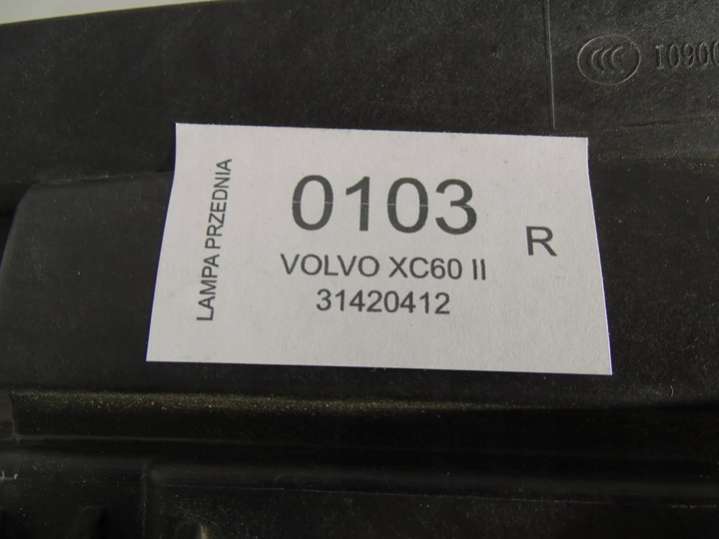 LAMPA PRZEDNIA
0103
R
VOLVO XC60 II
31420412